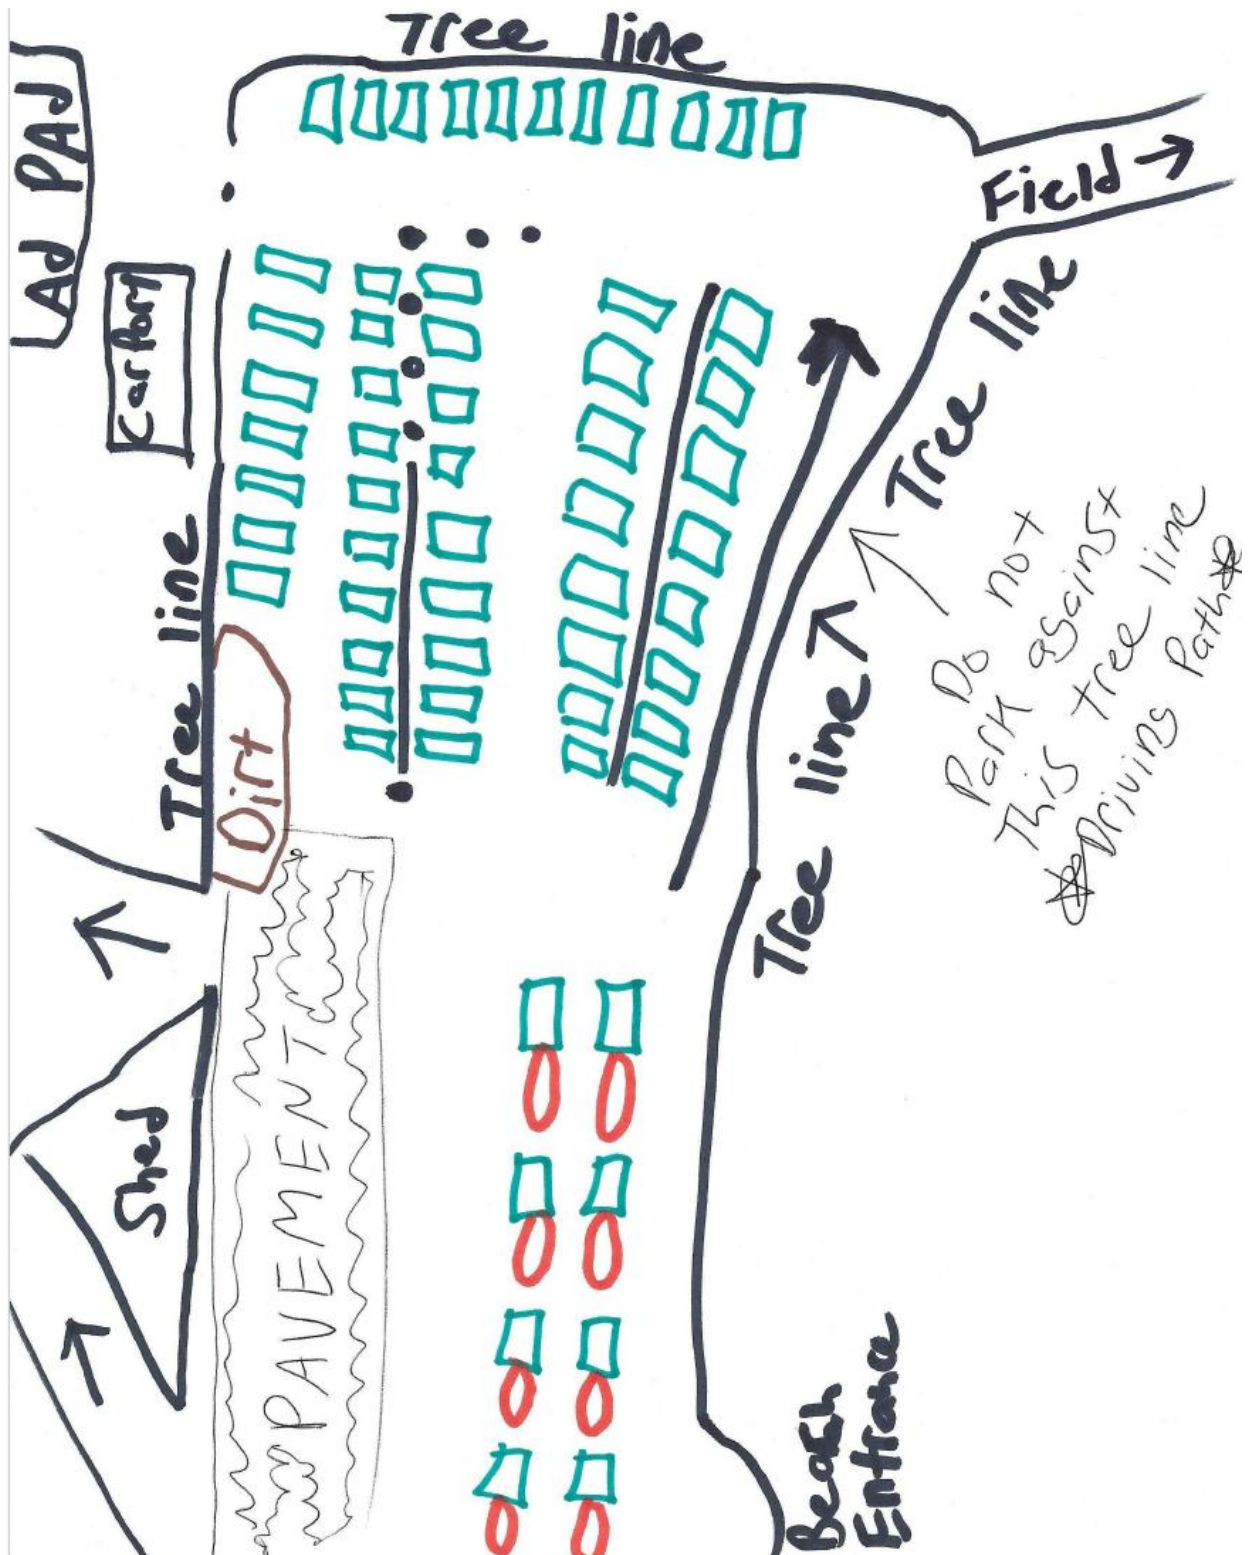 Tree line
Ad PAd
Field →
CarPort
Tree line
Tree line
Do not
Park against
This tree line
☆Driving Path☆
Tree line
Dirt
Tree line
Shed
PAVEMENT
Beach
Entrance